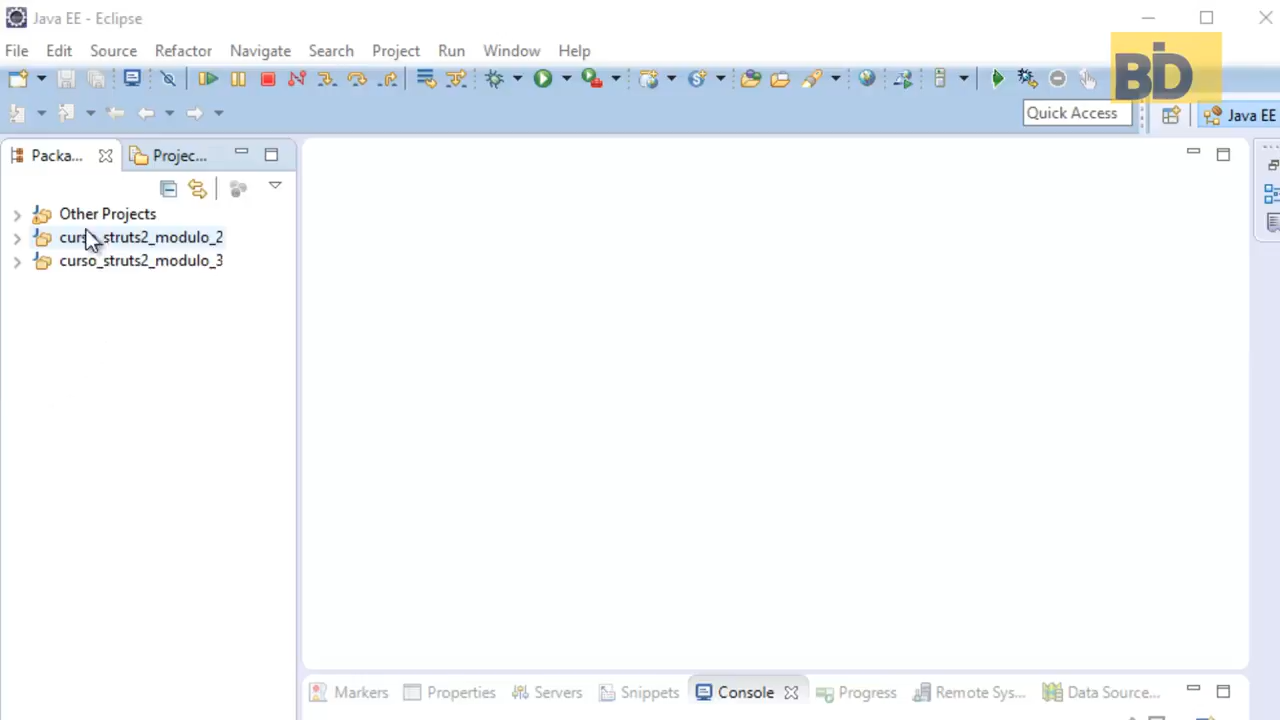 Java EE - Eclipse
File Edit Source Refactor Navigate Search Project Run Window Help
BD
Quick Access
Java EE
Packa...
Projec...
Other Projects
curso_struts2_modulo_2
curso_struts2_modulo_3
Markers Properties Servers Snippets Console Progress Remote Sys... Data Source...